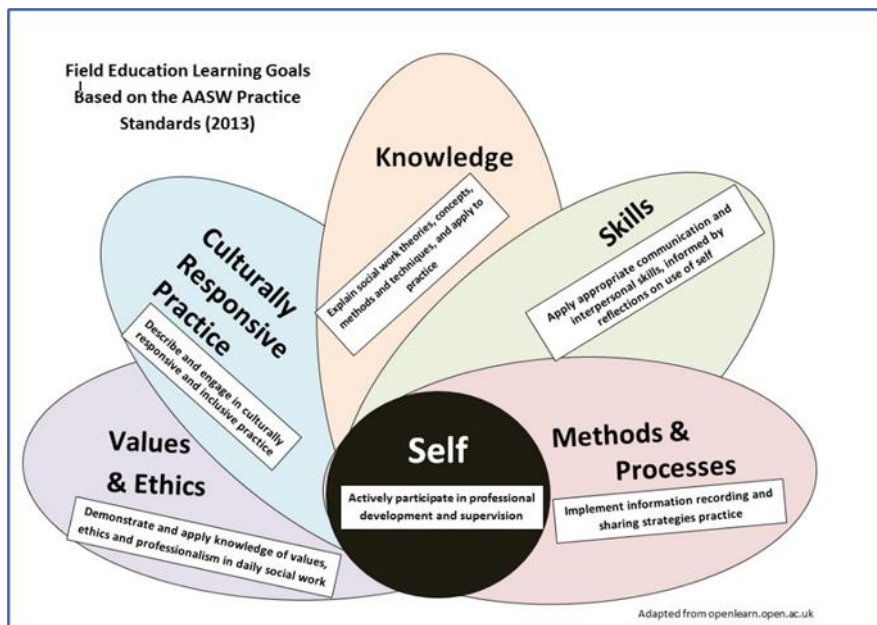 Field Education Learning Goals
Based on the AASW Practice
Standards (2013)
Knowledge
Explain social work theories, concepts,
methods and techniques, and apply to
practice
Culturally
Responsive
Practice
Describe and engage in culturally
responsive and inclusive practice
Skills
Apply appropriate communication and
interpersonal skills, informed by
reflections on use of self
Values
& Ethics
Demonstrate and apply knowledge of values,
ethics and professionalism in daily social work
Self
Actively participate in professional
development and supervision
Methods &
Processes
Implement information recording and
sharing strategies practice
Adapted from openlearn.open.ac.uk